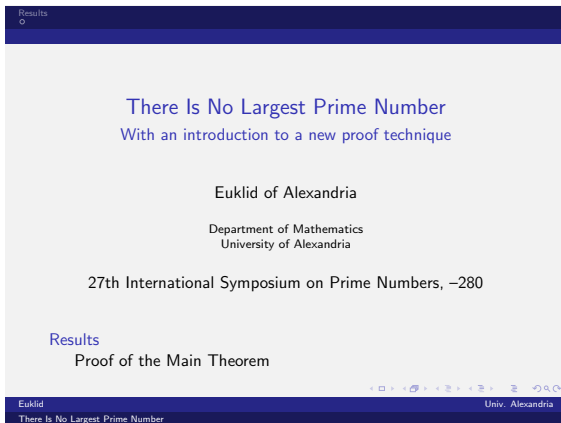 Results
There Is No Largest Prime Number
With an introduction to a new proof technique
Euklid of Alexandria
Department of Mathematics
University of Alexandria
27th International Symposium on Prime Numbers, –280
Results
Proof of the Main Theorem
Euklid Univ. Alexandria
There Is No Largest Prime Number